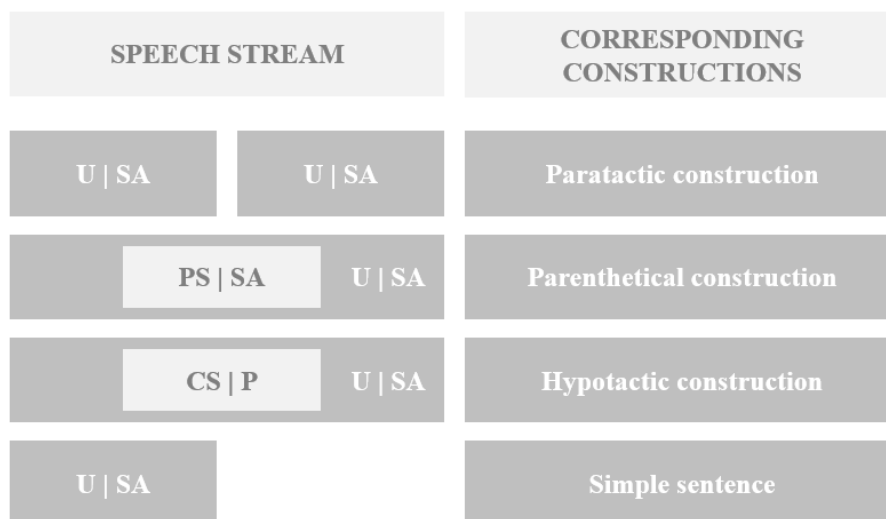 SPEECH STREAM
CORRESPONDING
CONSTRUCTIONS
U | SA
U | SA
Paratactic construction
PS | SA
U | SA
Parenthetical construction
CS | P
U | SA
Hypotactic construction
U | SA
Simple sentence